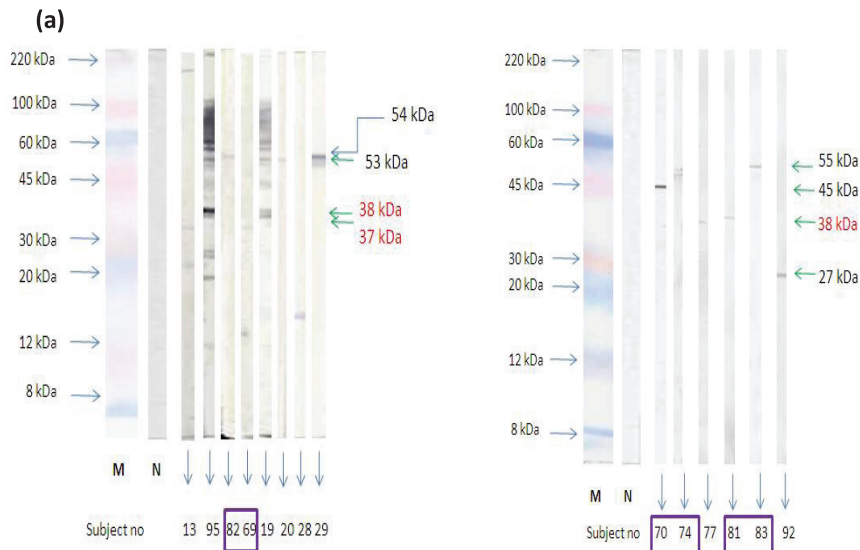 (a)
220 kDa
100 kDa
60 kDa
45 kDa
30 kDa
20 kDa
12 kDa
8 kDa
54 kDa
53 kDa
38 kDa
37 kDa
M N
Subject no 13 95 82 69 19 20 28 29
220 kDa
100 kDa
60 kDa
45 kDa
30 kDa
20 kDa
12 kDa
8 kDa
55 kDa
45 kDa
38 kDa
27 kDa
M N
Subject no 70 74 77 81 83 92